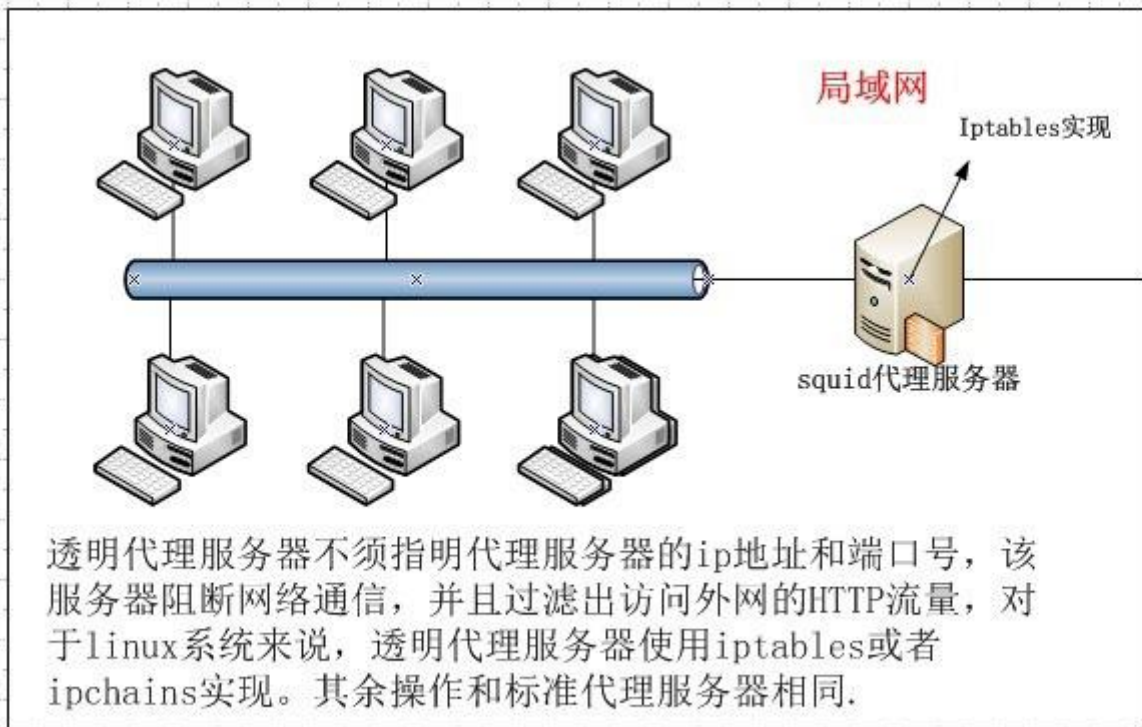 局域网
Iptables实现
squid代理服务器
透明代理服务器不须指明代理服务器的ip地址和端口号，该
服务器阻断网络通信，并且过滤出访问外网的HTTP流量，对
于linux系统来说，透明代理服务器使用iptables或者
ipchains实现。其余操作和标准代理服务器相同.